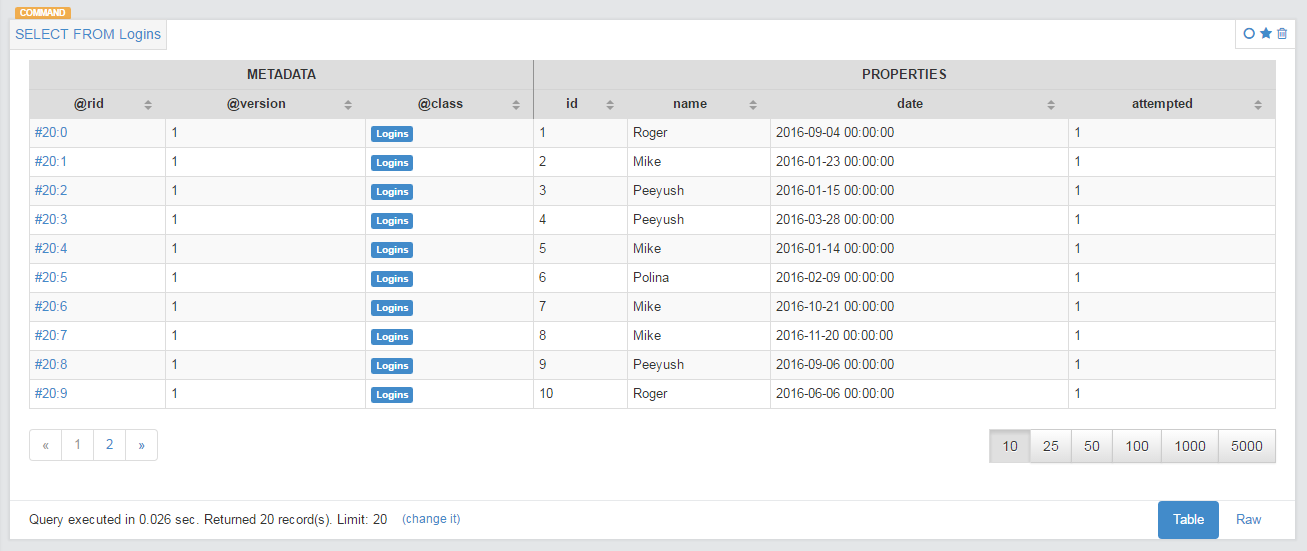 COMMAND
SELECT FROM Logins
METADATA PROPERTIES
@rid @version @class id name date attempted
#20:0 1 Logins 1 Roger 2016-09-04 00:00:00 1
#20:1 1 Logins 2 Mike 2016-01-23 00:00:00 1
#20:2 1 Logins 3 Peeyush 2016-01-15 00:00:00 1
#20:3 1 Logins 4 Peeyush 2016-03-28 00:00:00 1
#20:4 1 Logins 5 Mike 2016-01-14 00:00:00 1
#20:5 1 Logins 6 Polina 2016-02-09 00:00:00 1
#20:6 1 Logins 7 Mike 2016-10-21 00:00:00 1
#20:7 1 Logins 8 Mike 2016-11-20 00:00:00 1
#20:8 1 Logins 9 Peeyush 2016-09-06 00:00:00 1
#20:9 1 Logins 10 Roger 2016-06-06 00:00:00 1
« 1 2 » 10 25 50 100 1000 5000
Query executed in 0.026 sec. Returned 20 record(s). Limit: 20 (change it) Table Raw